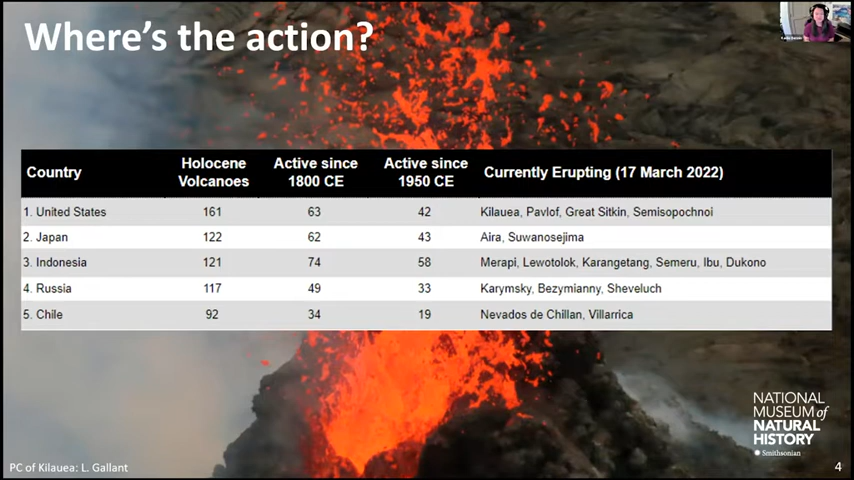 Where's the action?
Country Holocene Volcanoes Active since 1800 CE Active since 1950 CE Currently Erupting (17 March 2022)
1. United States 161 63 42 Kilauea, Pavlof, Great Sitkin, Semisopochnoi
2. Japan 122 62 43 Aira, Suwanosejima
3. Indonesia 121 74 58 Merapi, Lewotolok, Karangetang, Semeru, Ibu, Dukono
4. Russia 117 49 33 Karymsky, Bezymianny, Sheveluch
5. Chile 92 34 19 Nevados de Chillan, Villarrica
NATIONAL
MUSEUM of
NATURAL
HISTORY
Smithsonian
PC of Kilauea: L. Gallant
4